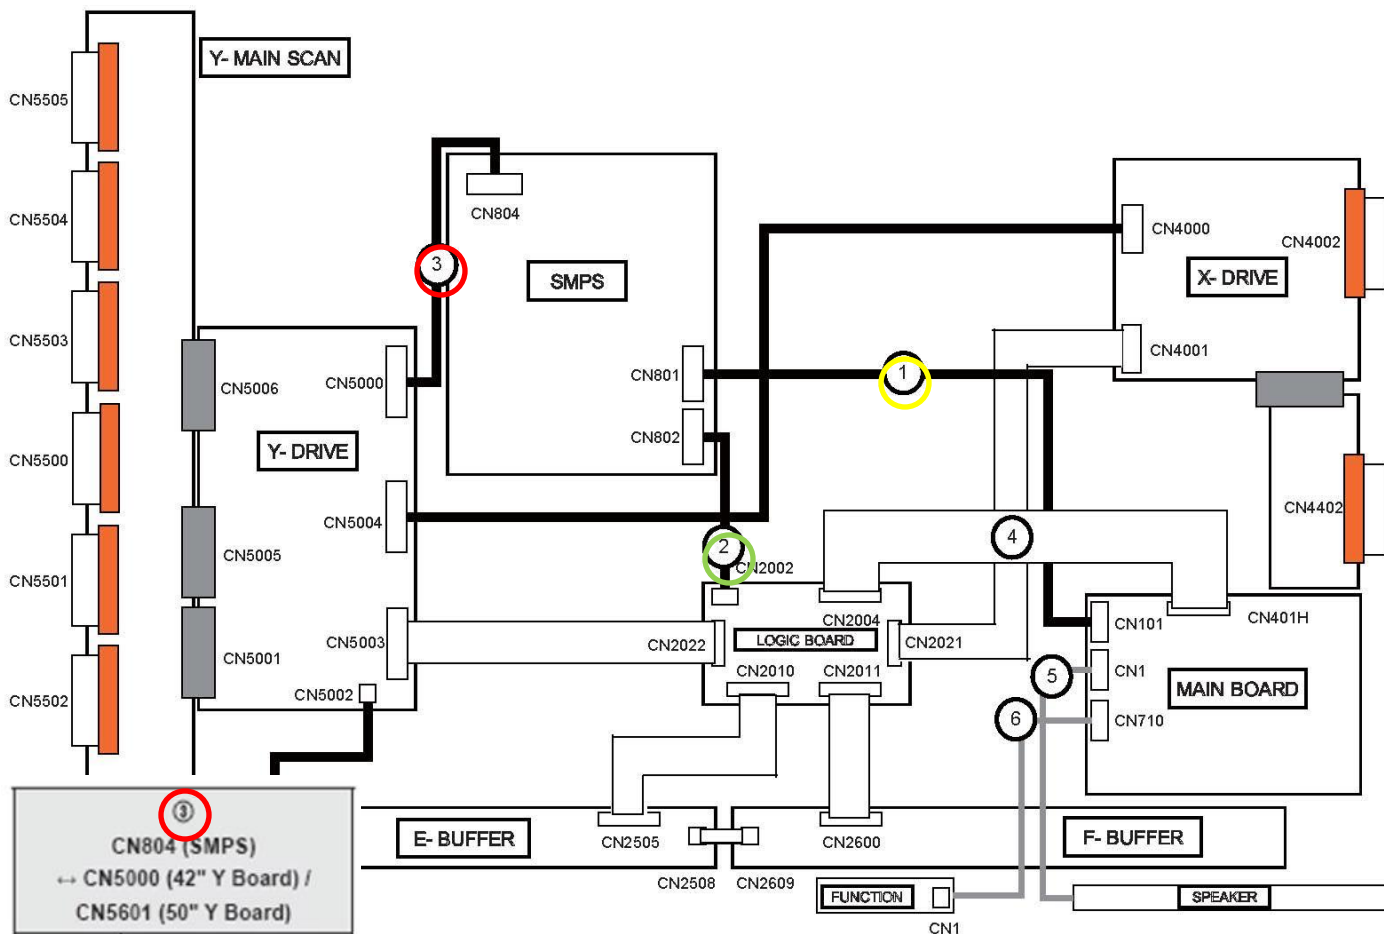 Y- MAIN SCAN
CN5505
CN5504
CN5503
CN5500
CN5501
CN5502
CN804
3
SMPS
CN801
CN802
1
CN4000
CN4002
X- DRIVE
CN4001
CN4402
CN5006
CN5000
Y- DRIVE
CN5004
CN5005
CN5003
CN5001
CN5002
2
CN2002
4
CN2004
LOGIC BOARD
CN2022
CN2021
CN2010
CN2011
CN401H
CN101
CN1
MAIN BOARD
CN710
5
6
③
CN804 (SMPS)
↔ CN5000 (42" Y Board) /
CN5601 (50" Y Board)
E- BUFFER
CN2505
CN2508
CN2609
CN2600
F- BUFFER
FUNCTION
CN1
SPEAKER